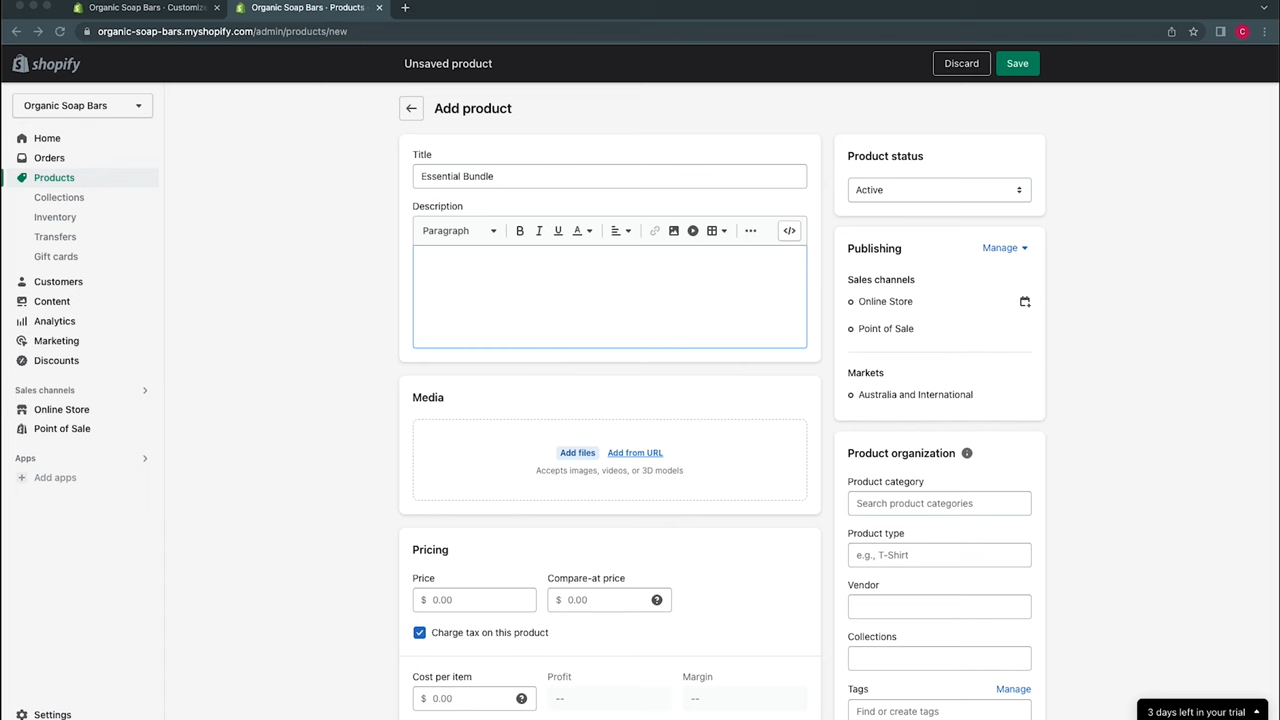 Organic Soap Bars · Customize
Organic Soap Bars · Products ·
organic-soap-bars.myshopify.com/admin/products/new
C
shopify
Unsaved product
Discard
Save
Organic Soap Bars
Home
Orders
Products
Collections
Inventory
Transfers
Gift cards
Customers
Content
Analytics
Marketing
Discounts
Sales channels
Online Store
Point of Sale
Apps
Add apps
Settings
Add product
Title
Essential Bundle
Description
Paragraph
B I U A
</>
Media
Add files Add from URL
Accepts images, videos, or 3D models
Pricing
Price Compare-at price
$ 0.00 $ 0.00 ?
Charge tax on this product
Cost per item Profit Margin
$ 0.00 ? -- --
Product status
Active
Publishing Manage
Sales channels
Online Store
Point of Sale
Markets
Australia and International
Product organization
Product category
Search product categories
Product type
e.g., T-Shirt
Vendor
Collections
Tags Manage
Find or create tags
3 days left in your trial